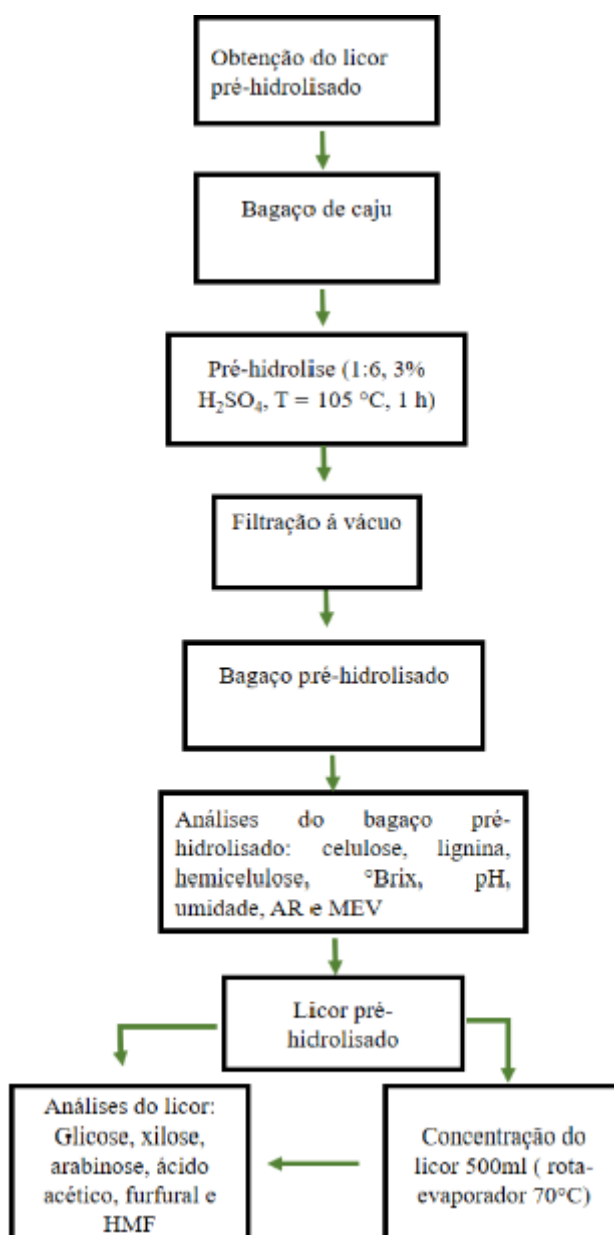 Obtenção do licor
pré-hidrolisado
Bagaço de caju
Pré-hidrolise (1:6, 3%
H₂SO₄, T = 105 °C, 1 h)
Filtração á vácuo
Bagaço pré-hidrolisado
Análises do bagaço pré-
hidrolisado: celulose, lignina,
hemicelulose, °Brix, pH,
umidade, AR e MEV
Licor pré-
hidrolisado
Análises do licor:
Glicose, xilose,
arabinose, ácido
acético, furfural e
HMF
Concentração do
licor 500ml ( rota-
evaporador 70°C)